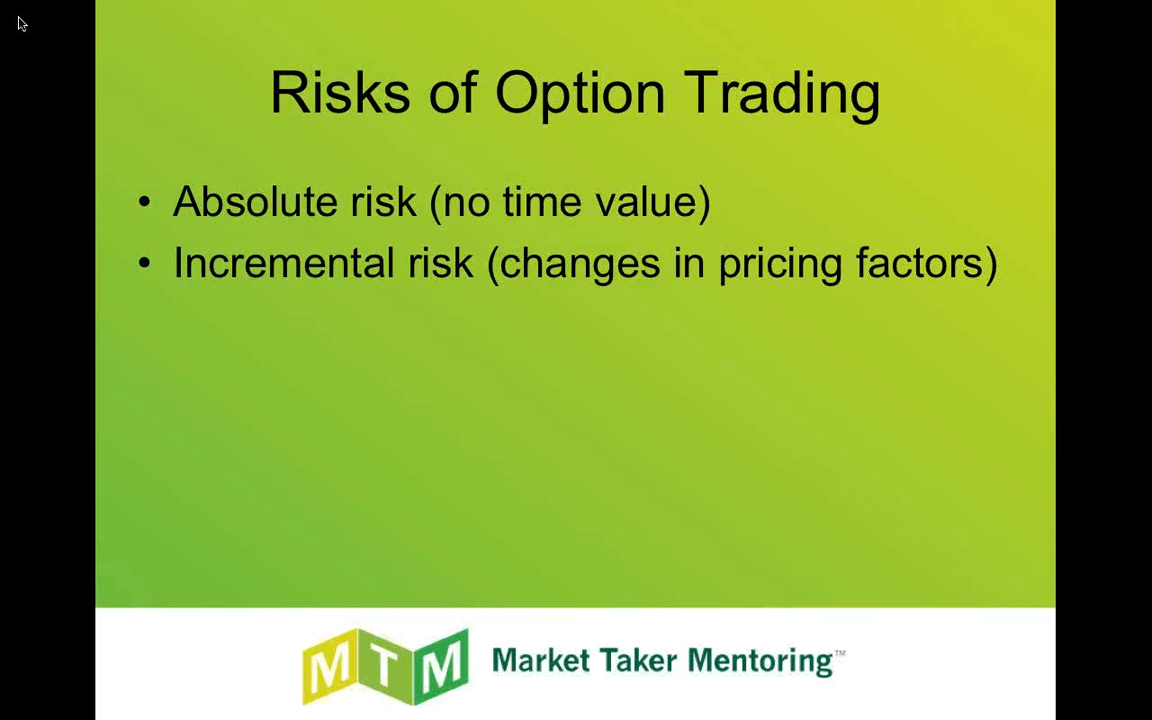 Risks of Option Trading
• Absolute risk (no time value)
• Incremental risk (changes in pricing factors)
MTM Market Taker Mentoring™